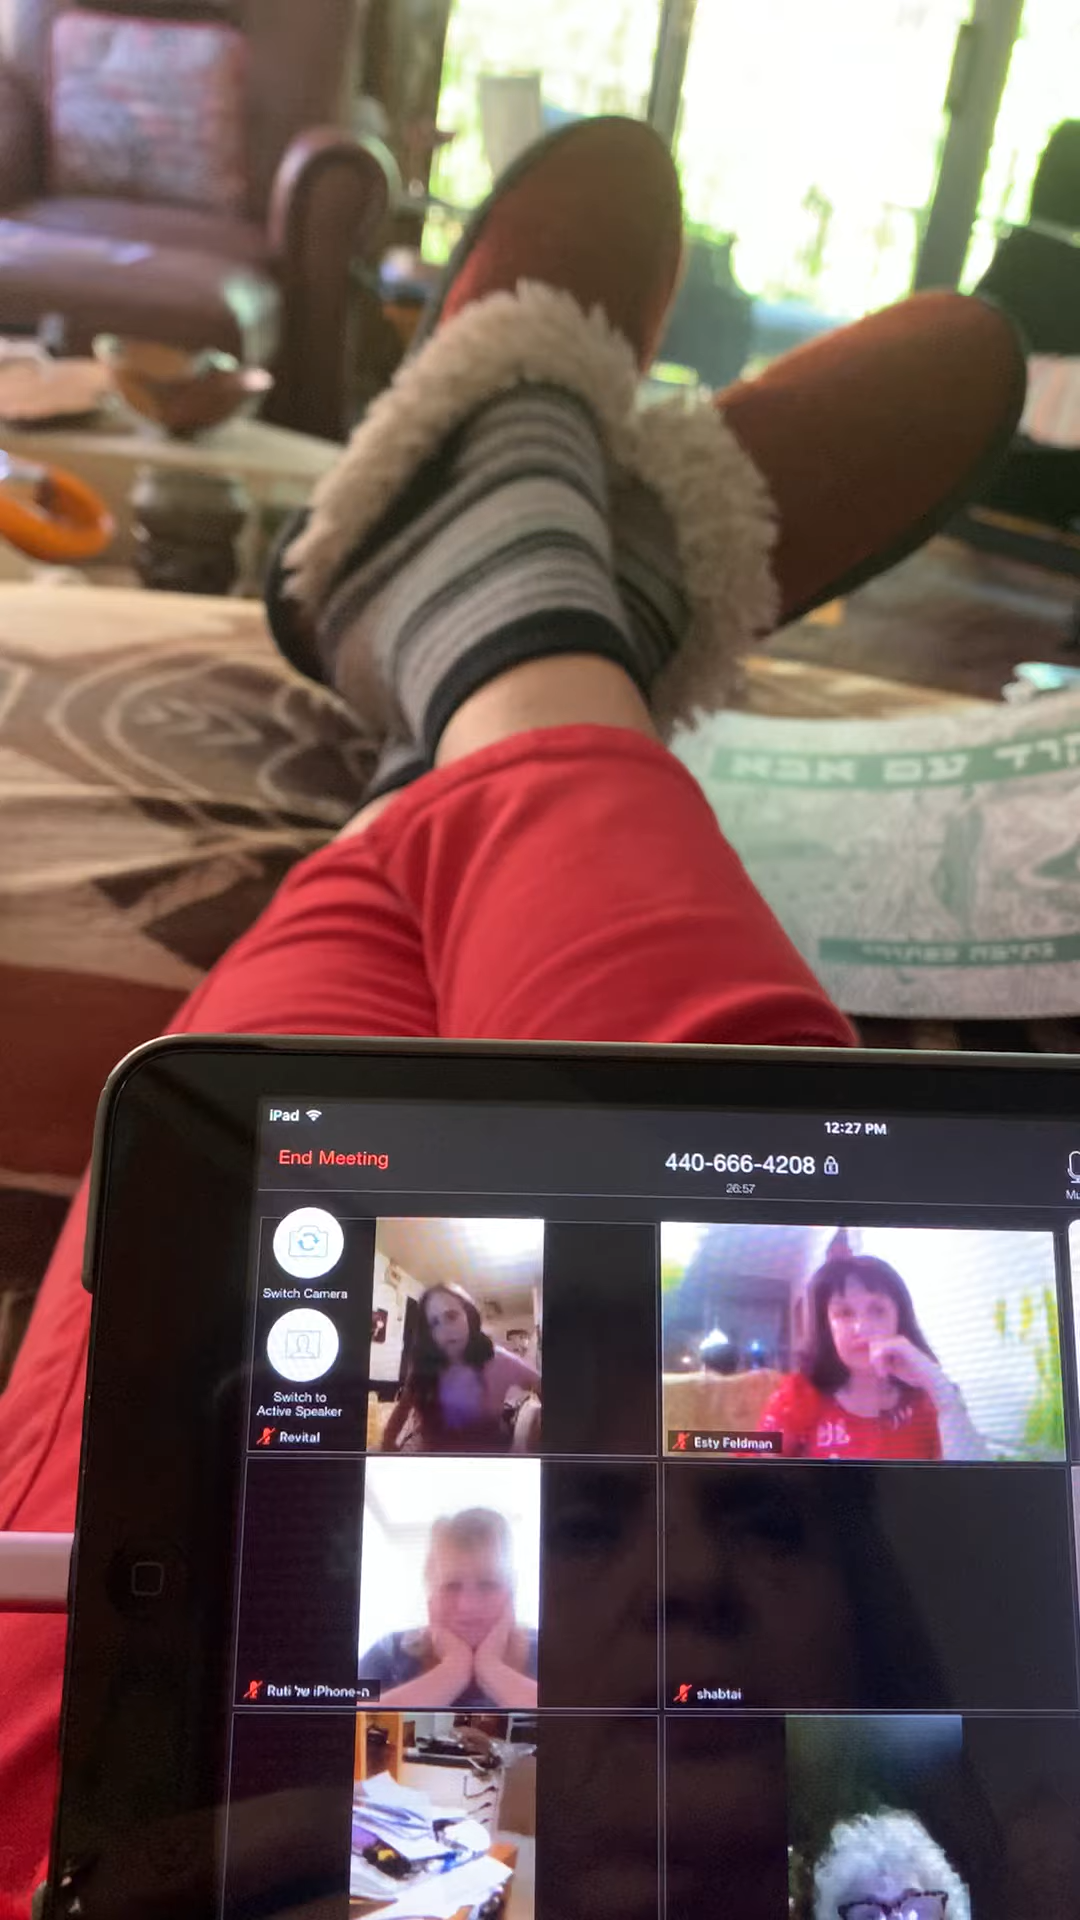 קוד עם אבא
iPad
12:27 PM
End Meeting
440-666-4208
26:57
Switch Camera
Switch to
Active Speaker
Revital
Esty Feldman
Ruti של iPhone-ה
shabtai